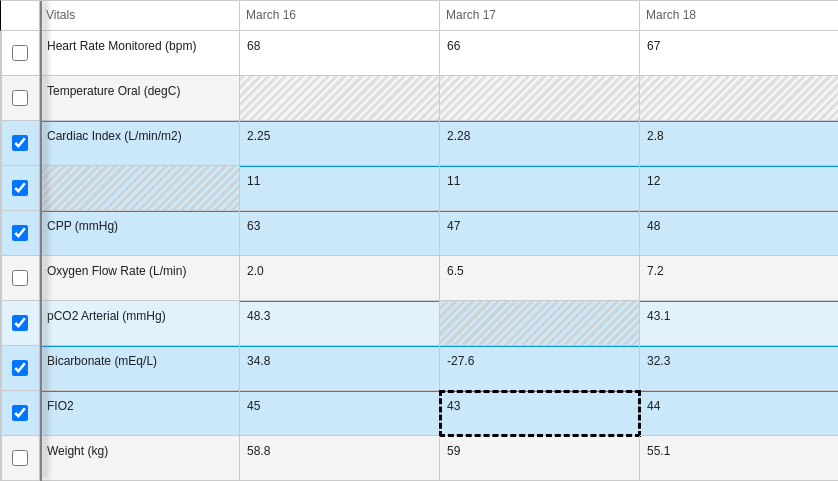 Vitals March 16 March 17 March 18
Heart Rate Monitored (bpm) 68 66 67
Temperature Oral (degC)
Cardiac Index (L/min/m2) 2.25 2.28 2.8
11 11 12
CPP (mmHg) 63 47 48
Oxygen Flow Rate (L/min) 2.0 6.5 7.2
pCO2 Arterial (mmHg) 48.3 43.1
Bicarbonate (mEq/L) 34.8 -27.6 32.3
FIO2 45 43 44
Weight (kg) 58.8 59 55.1